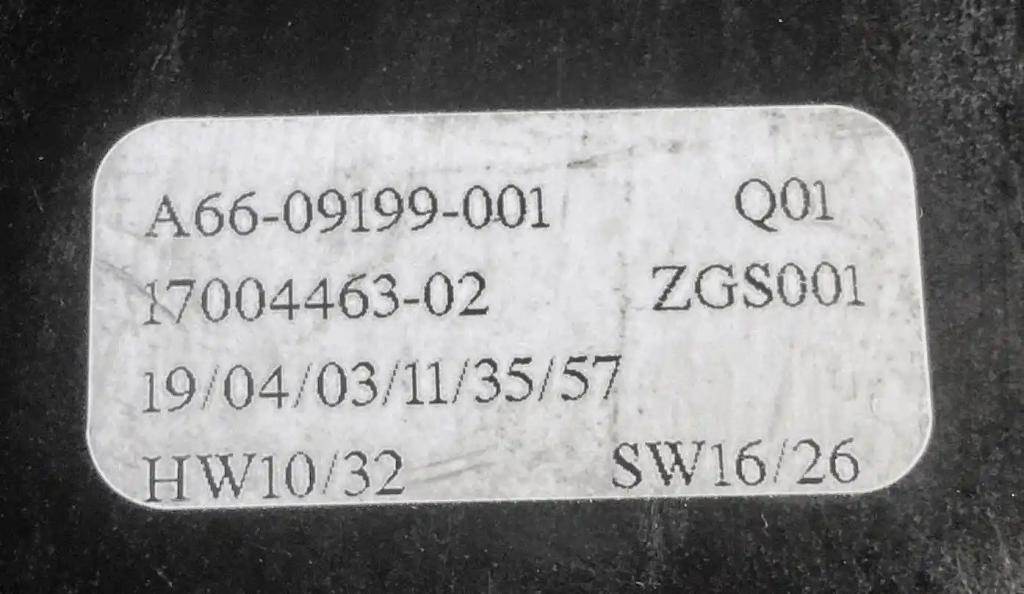 A66-09199-001 Q01
17004463-02 ZGS001
19/04/03/11/35/57
HW10/32 SW16/26